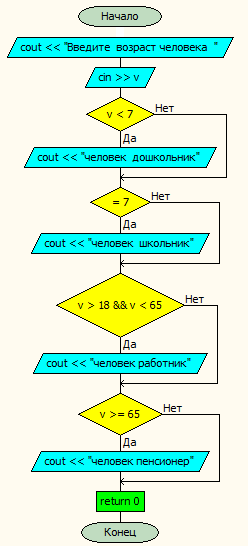 Начало
cout << "Введите возраст человека "
cin >> v
v < 7
Нет
Да
cout << "человек дошкольник"
= 7
Нет
Да
cout << "человек школьник"
v > 18 && v < 65
Нет
Да
cout << "человек работник"
v >= 65
Нет
Да
cout << "человек пенсионер"
return 0
Конец